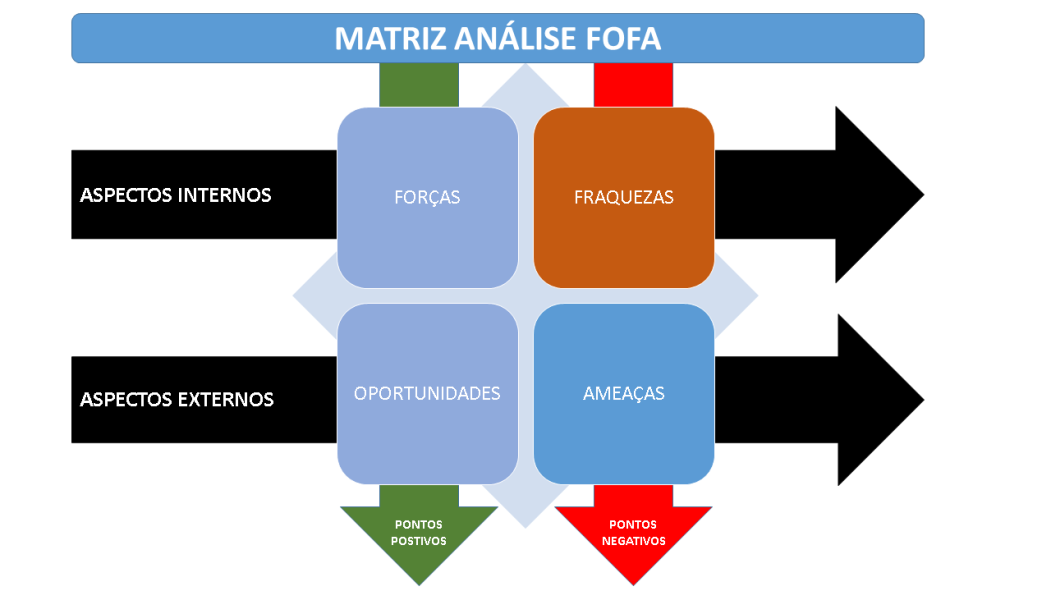 MATRIZ ANÁLISE FOFA
ASPECTOS INTERNOS
FORÇAS
FRAQUEZAS
ASPECTOS EXTERNOS
OPORTUNIDADES
AMEAÇAS
PONTOS
POSTIVOS
PONTOS
NEGATIVOS